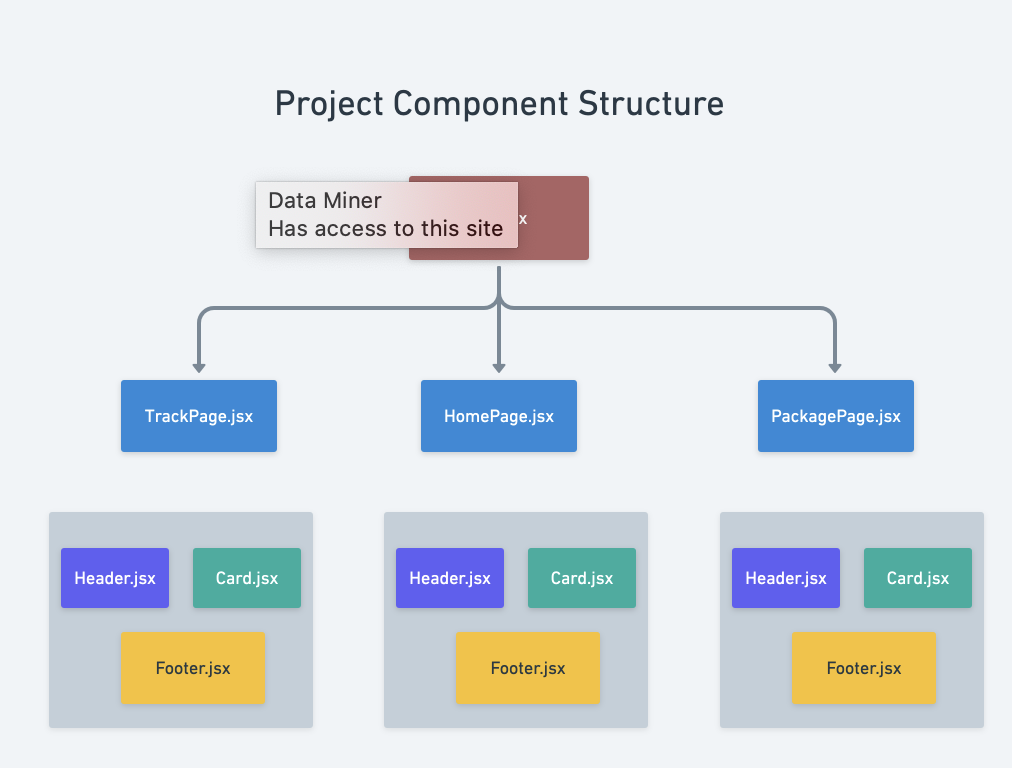 Project Component Structure
Data Miner
Has access to this site
x
TrackPage.jsx
HomePage.jsx
PackagePage.jsx
Header.jsx
Card.jsx
Header.jsx
Card.jsx
Header.jsx
Card.jsx
Footer.jsx
Footer.jsx
Footer.jsx